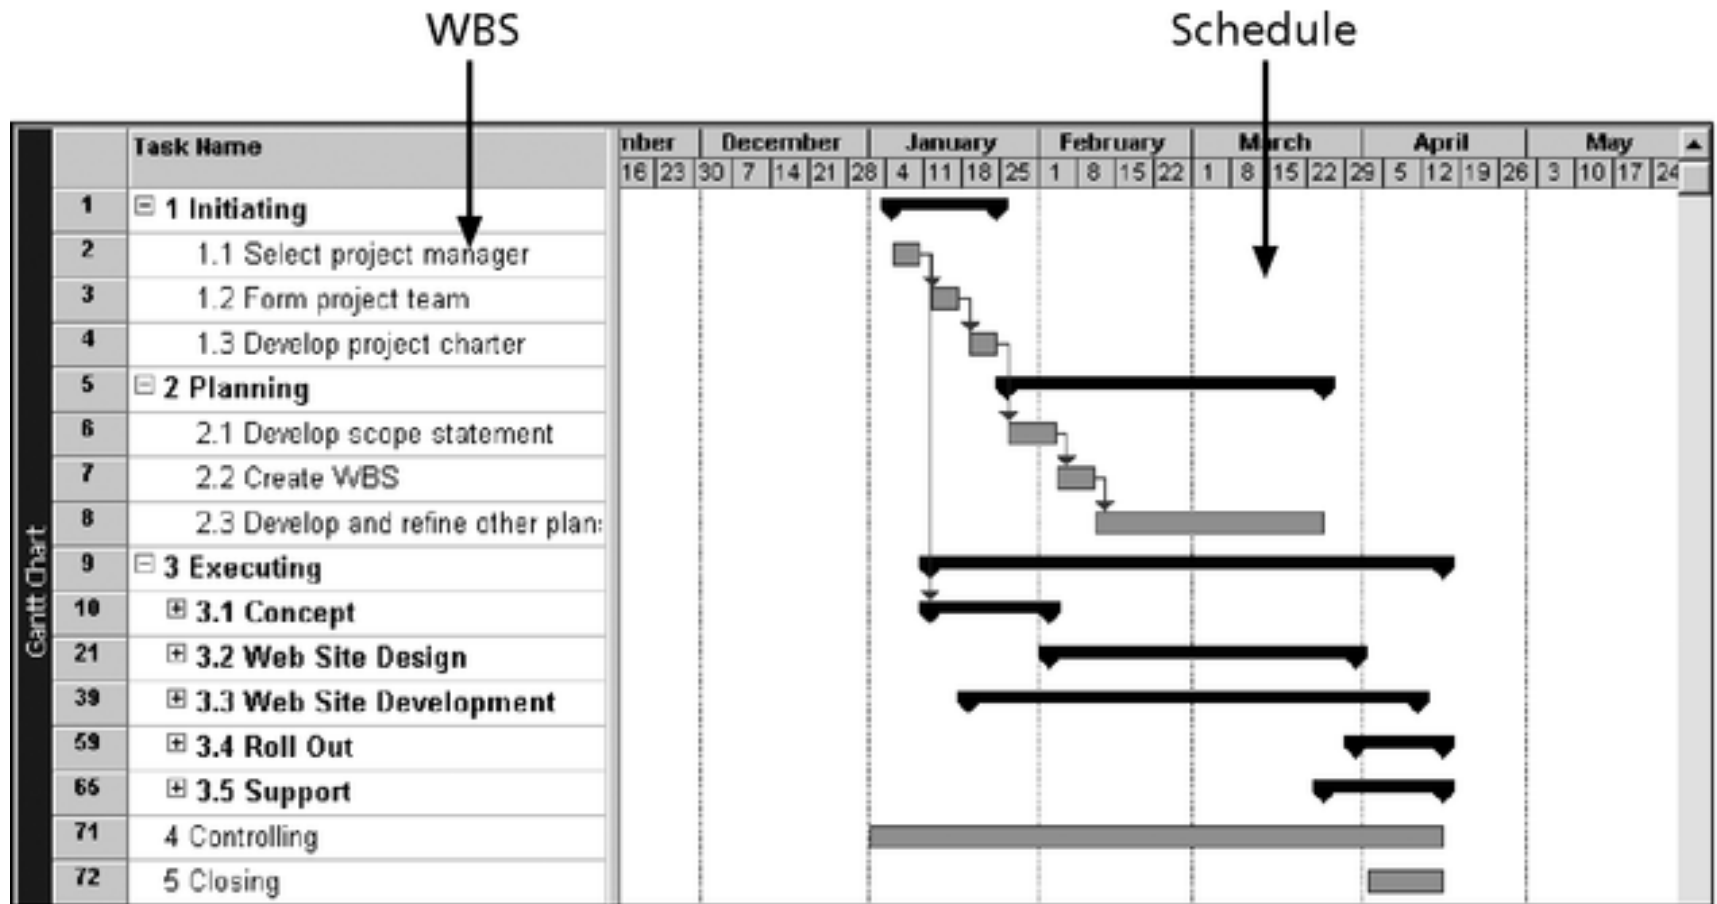 WBS Schedule
Task Name mber December January February March April May
16 23 30 7 14 21 28 4 11 18 25 1 8 15 22 1 8 15 22 29 5 12 19 26 3 10 17 24
1 1 Initiating
2 1.1 Select project manager
3 1.2 Form project team
4 1.3 Develop project charter
5 2 Planning
6 2.1 Develop scope statement
7 2.2 Create WBS
8 2.3 Develop and refine other plan
9 3 Executing
10 3.1 Concept
21 3.2 Web Site Design
39 3.3 Web Site Development
59 3.4 Roll Out
65 3.5 Support
71 4 Controlling
72 5 Closing
Gantt Chart